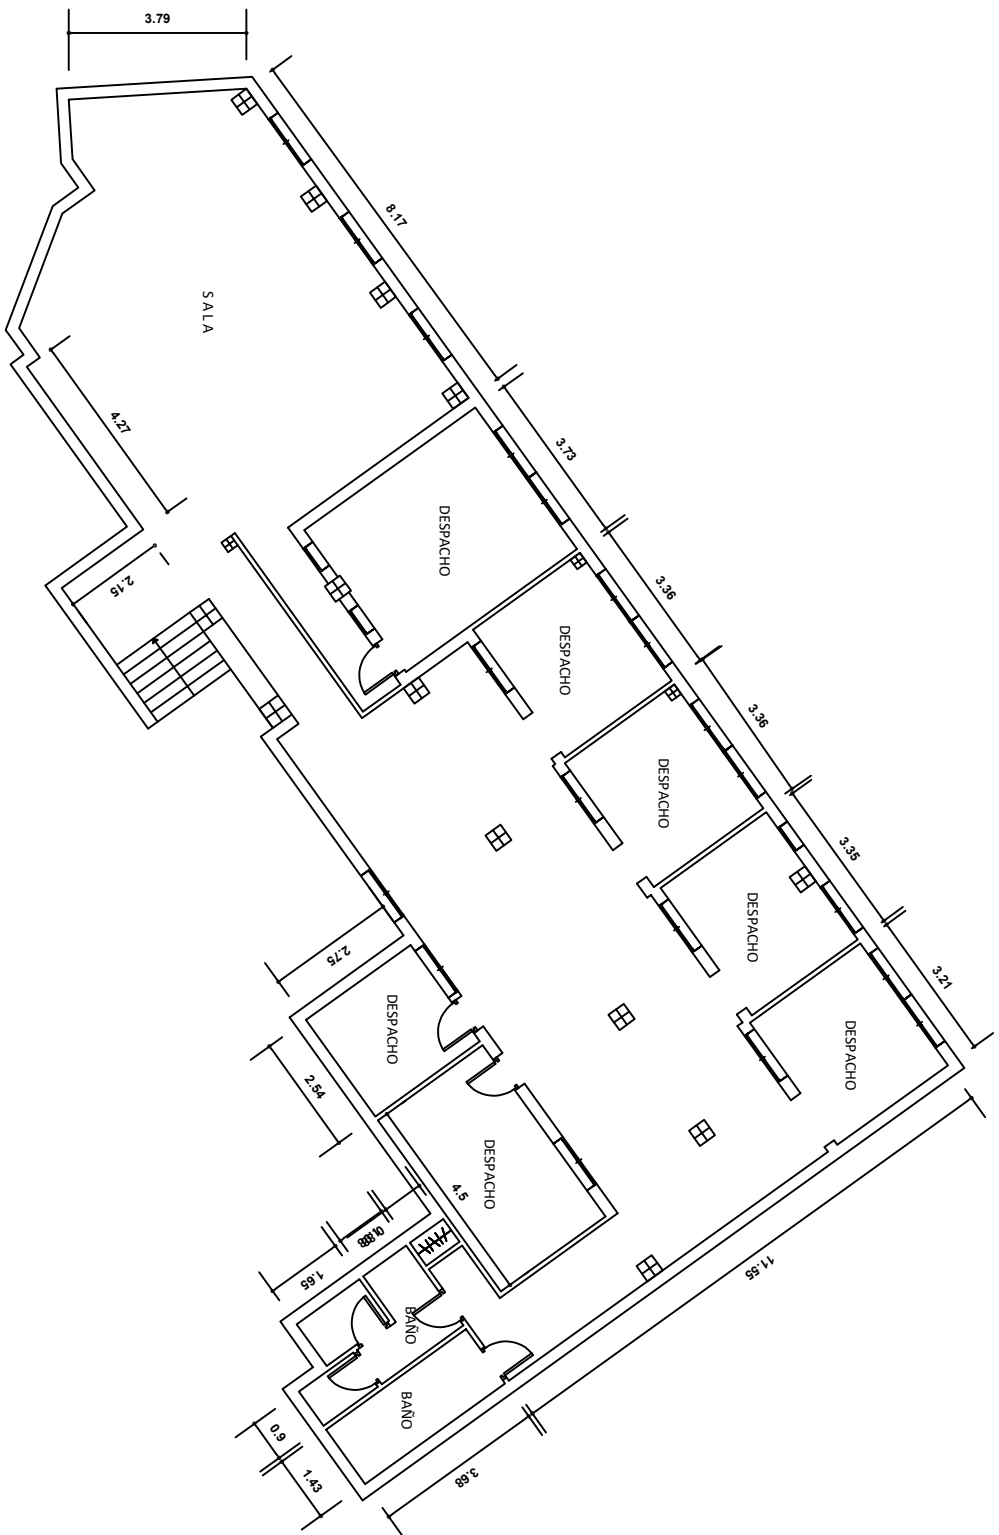 3.79
8.17
SALA
4.27
3.73
DESPACHO
2.15
3.36
DESPACHO
3.36
DESPACHO
3.35
DESPACHO
2.75
3.21
DESPACHO
DESPACHO
2.54
DESPACHO
4.5
1.65
11.55
BAÑO
BAÑO
0.9
1.43
3.68